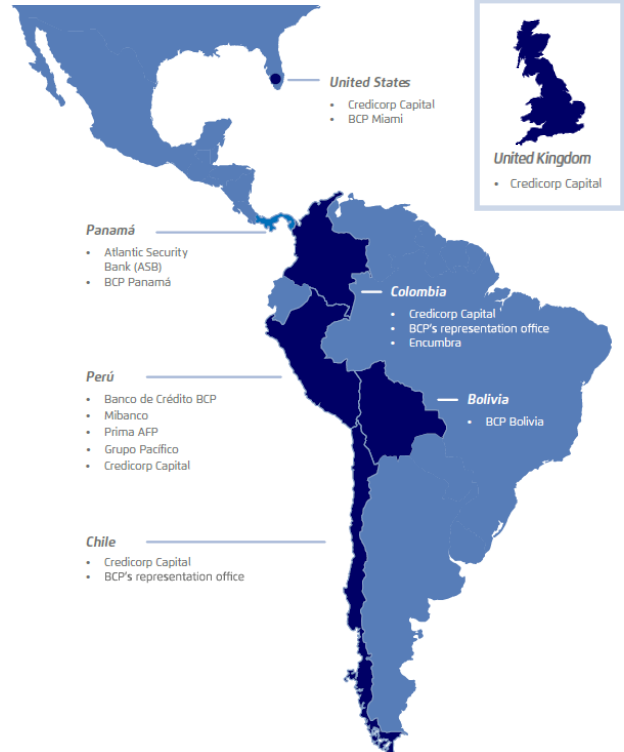 United States
• Credicorp Capital
• BCP Miami
United Kingdom
• Credicorp Capital
Panamá
• Atlantic Security
Bank (ASB)
• BCP Panamá
Colombia
• Credicorp Capital
• BCP's representation office
• Encumbra
Perú
• Banco de Crédito BCP
• Mibanco
• Prima AFP
• Grupo Pacífico
• Credicorp Capital
Bolivia
• BCP Bolivia
Chile
• Credicorp Capital
• BCP's representation office